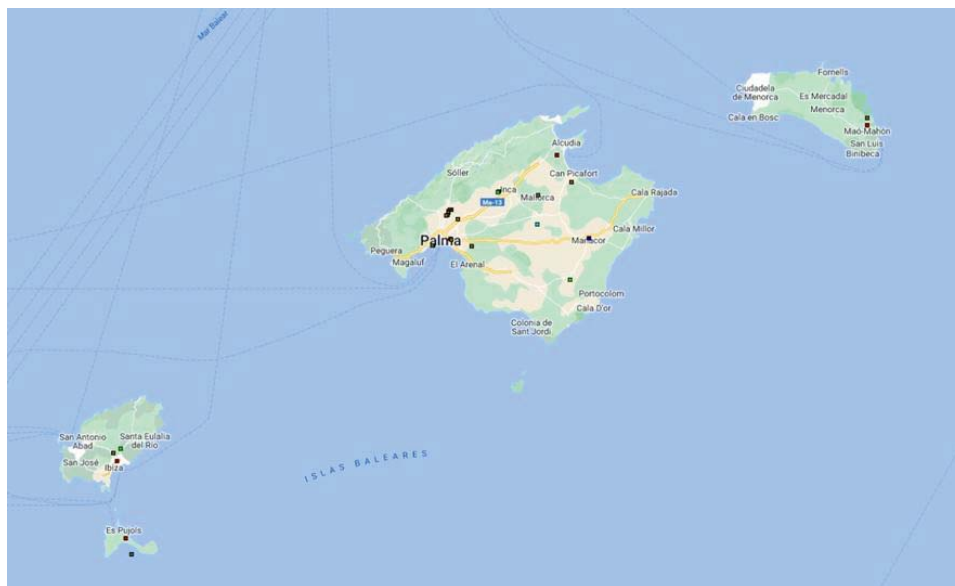 Mar Balear
Fornells
Ciudadela
de Menorca
Es Mercadal
Menorca
Cala en Bosc
Maó-Mahón
San Luis
Binibeca
Alcudia
Can Picafort
Sóller
Inca
Mallorca
Cala Rajada
Ma-13
Cala Millor
Palma
Manacor
Peguera
Magaluf
El Arenal
Portocolom
Cala D'or
Colonia de
Sant Jordi
San Antonio
Abad
Santa Eulalia
del Río
San José
Ibiza
ISLAS BALEARES
Es Pujols